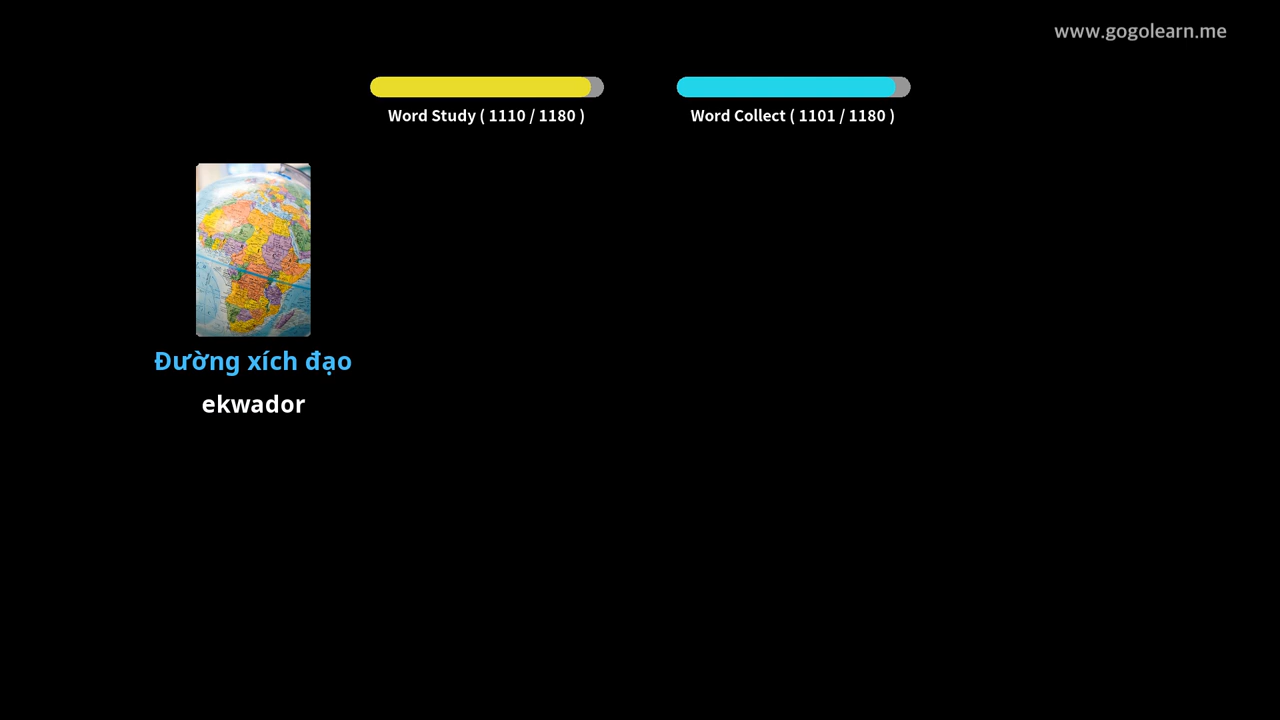 www.gogolearn.me
Word Study ( 1110 / 1180 )
Word Collect ( 1101 / 1180 )
Đường xích đạo
ekwador